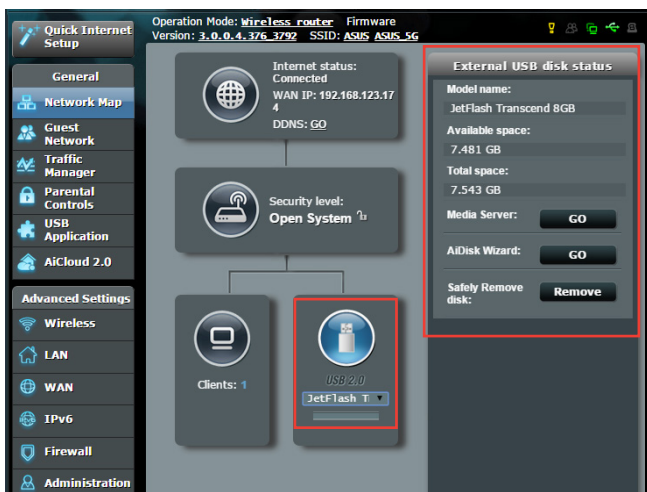 Quick Internet
Setup
Operation Mode: Wireless router Firmware
Version: 3.0.0.4.376_3792 SSID: ASUS ASUS_5G
General
Network Map
Guest
Network
Traffic
Manager
Parental
Controls
USB
Application
AiCloud 2.0
Advanced Settings
Wireless
LAN
WAN
IPv6
Firewall
Administration
Internet status:
Connected
WAN IP: 192.168.123.17
4
DDNS: GO
Security level:
Open System
Clients: 1
USB 2.0
JetFlash T
External USB disk status
Model name:
JetFlash Transcend 8GB
Available space:
7.481 GB
Total space:
7.543 GB
Media Server: GO
AiDisk Wizard: GO
Safely Remove
disk: Remove